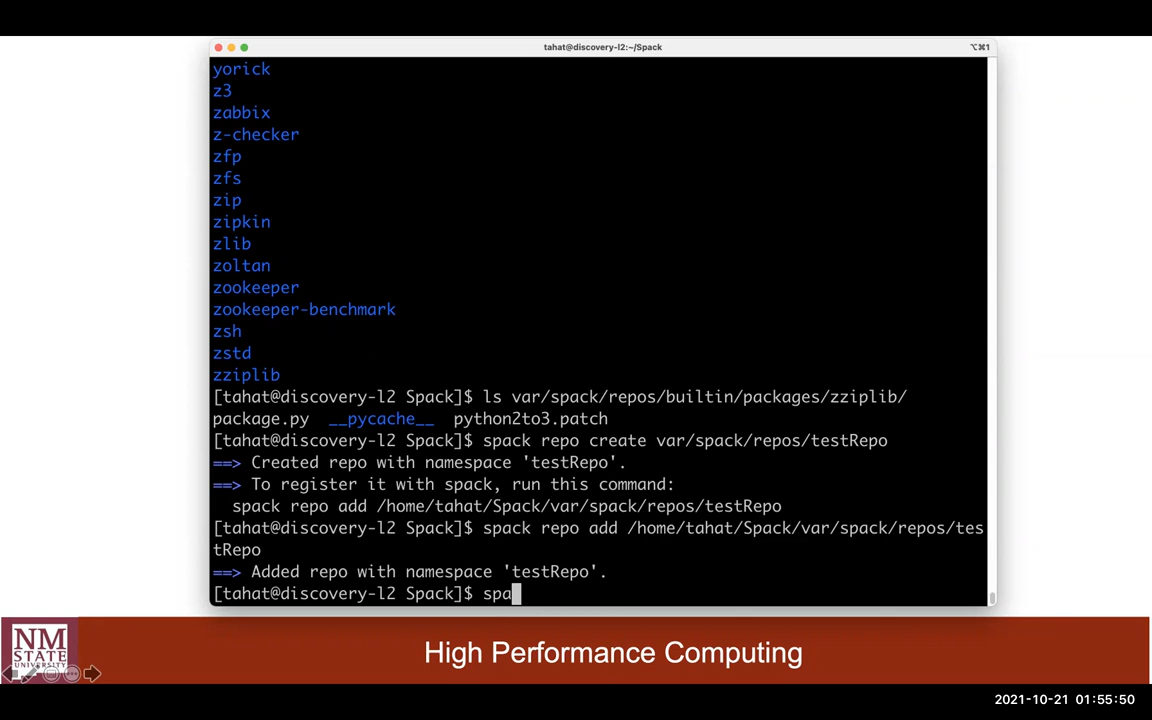 tahat@discovery-l2:~/Spack
⌥⌘1
yorick
z3
zabbix
z-checker
zfp
zfs
zip
zipkin
zlib
zoltan
zookeeper
zookeeper-benchmark
zsh
zstd
zziplib
[tahat@discovery-l2 Spack]$ ls var/spack/repos/builtin/packages/zziplib/
package.py  __pycache__  python2to3.patch
[tahat@discovery-l2 Spack]$ spack repo create var/spack/repos/testRepo
==> Created repo with namespace 'testRepo'.
==> To register it with spack, run this command:
  spack repo add /home/tahat/Spack/var/spack/repos/testRepo
[tahat@discovery-l2 Spack]$ spack repo add /home/tahat/Spack/var/spack/repos/tes
tRepo
==> Added repo with namespace 'testRepo'.
[tahat@discovery-l2 Spack]$ spa
NM
STATE
UNIVERSITY
High Performance Computing
2021-10-21 01:55:50